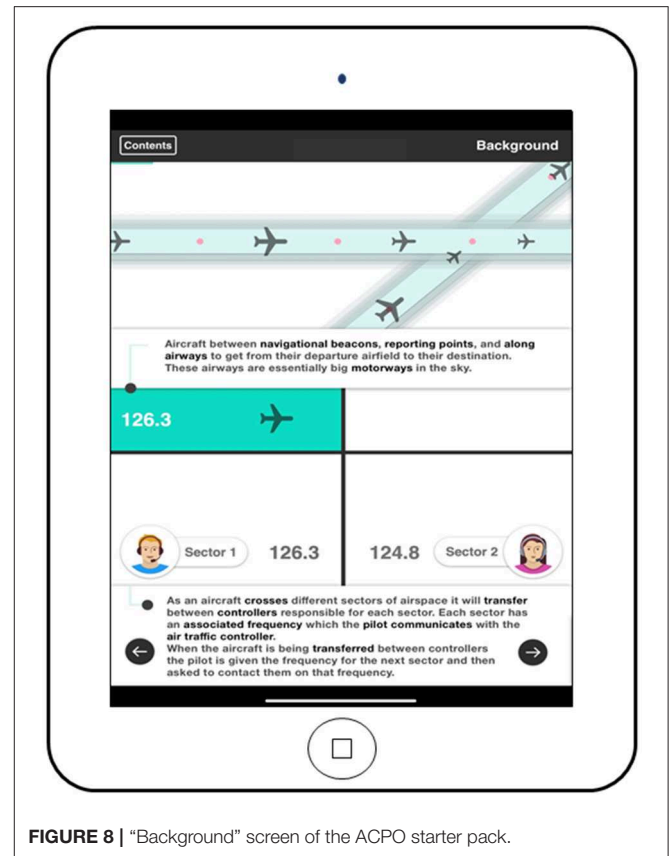 Contents
Background
Aircraft between navigational beacons, reporting points, and along
airways to get from their departure airfield to their destination.
These airways are essentially big motorways in the sky.
126.3
Sector 1
126.3
124.8
Sector 2
As an aircraft crosses different sectors of airspace it will transfer
between controllers responsible for each sector. Each sector has
an associated frequency which the pilot communicates with the
air traffic controller.
When the aircraft is being transferred between controllers
the pilot is given the frequency for the next sector and then
asked to contact them on that frequency.
FIGURE 8 | “Background” screen of the ACPO starter pack.